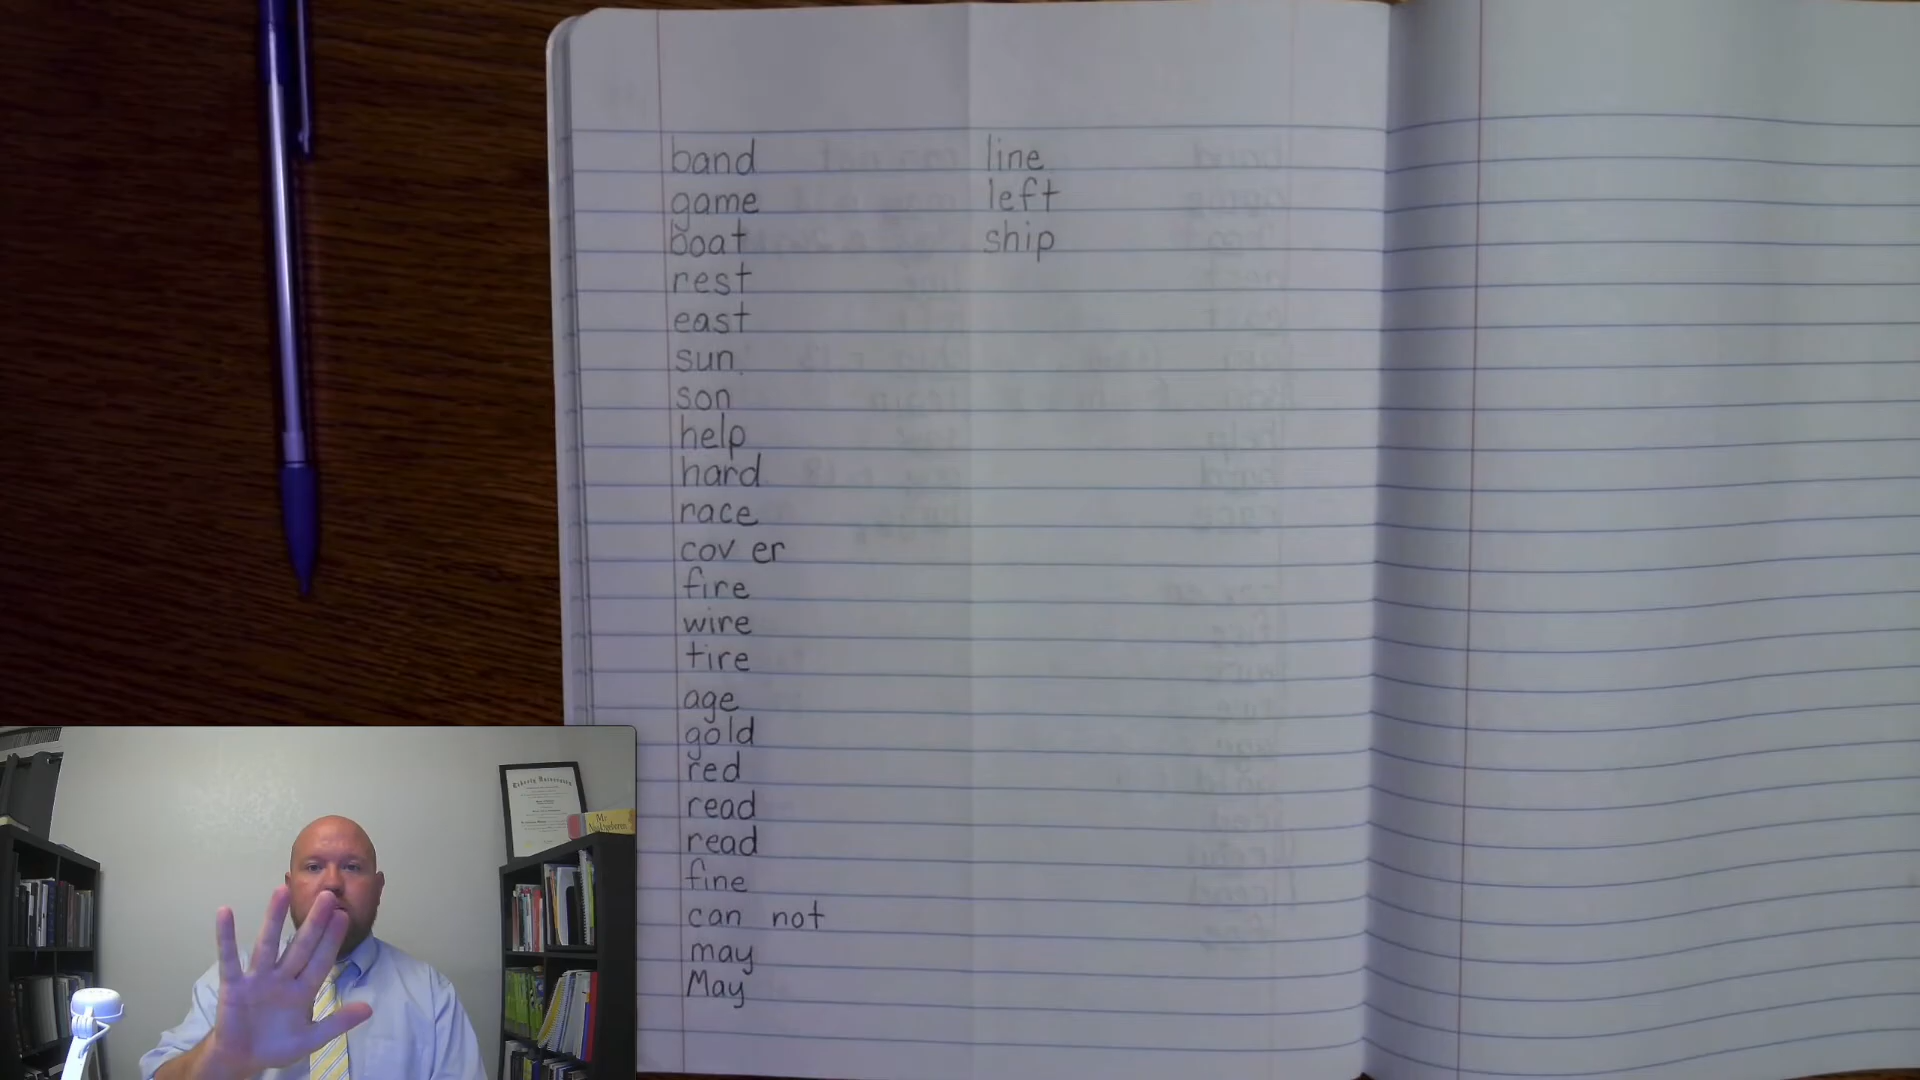 band
game
boat
rest
east
sun
son
help
hard
race
cov er
fire
wire
tire
age
gold
red
read
read
fine
can not
may
May
line
left
ship
Mr.